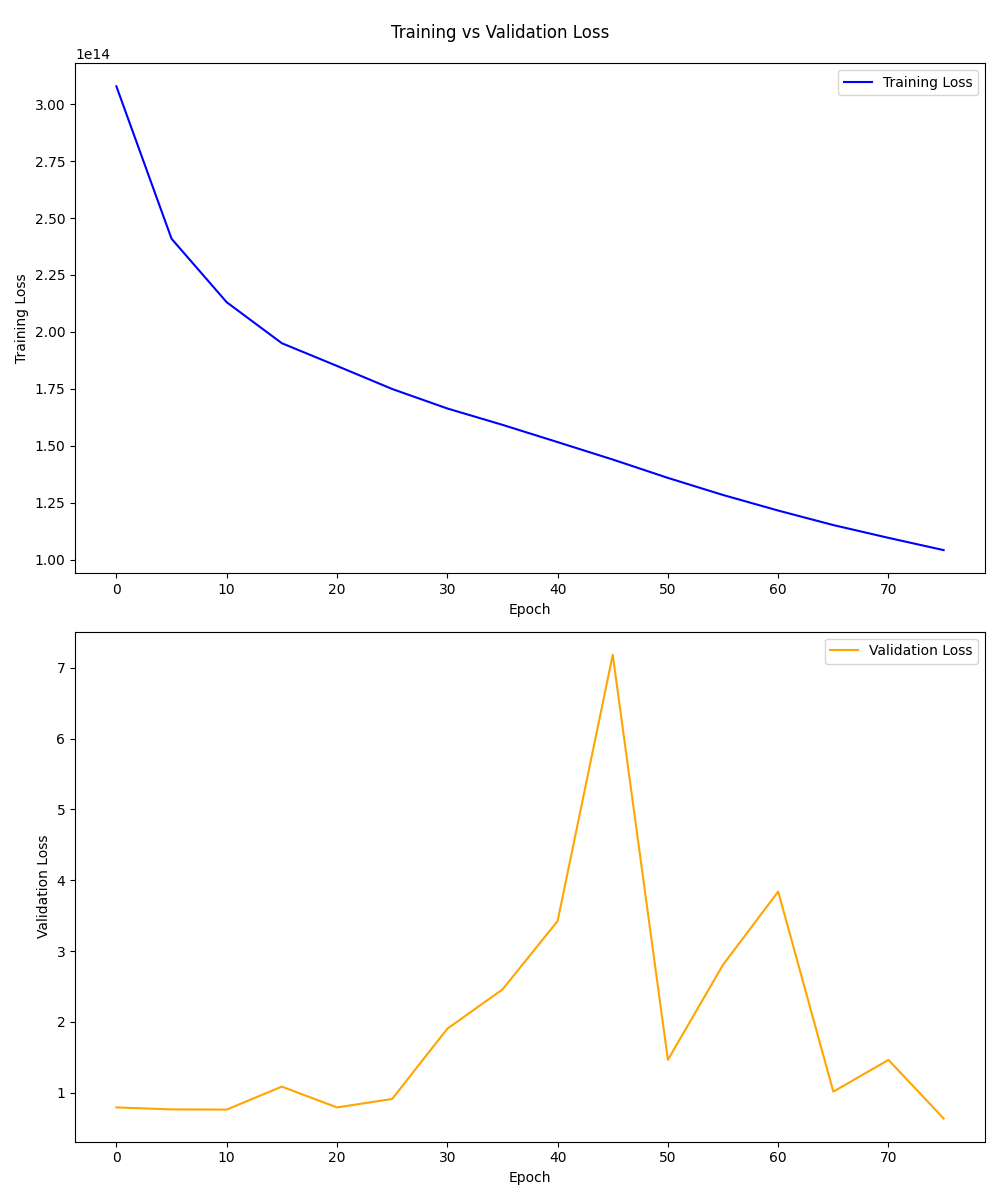 Training vs Validation Loss
1e14
Training Loss
3.00
2.75
2.50
2.25
2.00
1.75
1.50
1.25
1.00
Training Loss
0 10 20 30 40 50 60 70
Epoch
Validation Loss
7
6
5
4
3
2
1
Validation Loss
0 10 20 30 40 50 60 70
Epoch